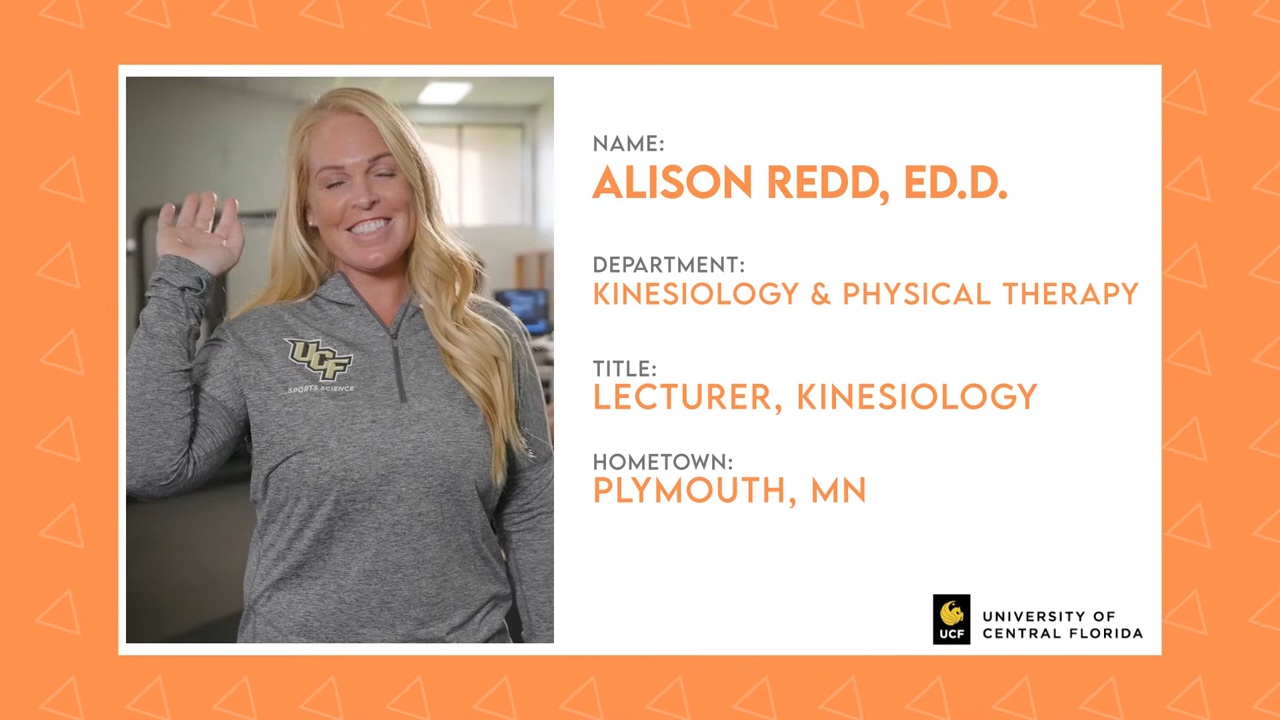 NAME:
ALISON REDD, ED.D.
DEPARTMENT:
KINESIOLOGY & PHYSICAL THERAPY
TITLE:
LECTURER, KINESIOLOGY
HOMETOWN:
PLYMOUTH, MN
UCF
SPORTS SCIENCE
UCF
UNIVERSITY OF
CENTRAL FLORIDA